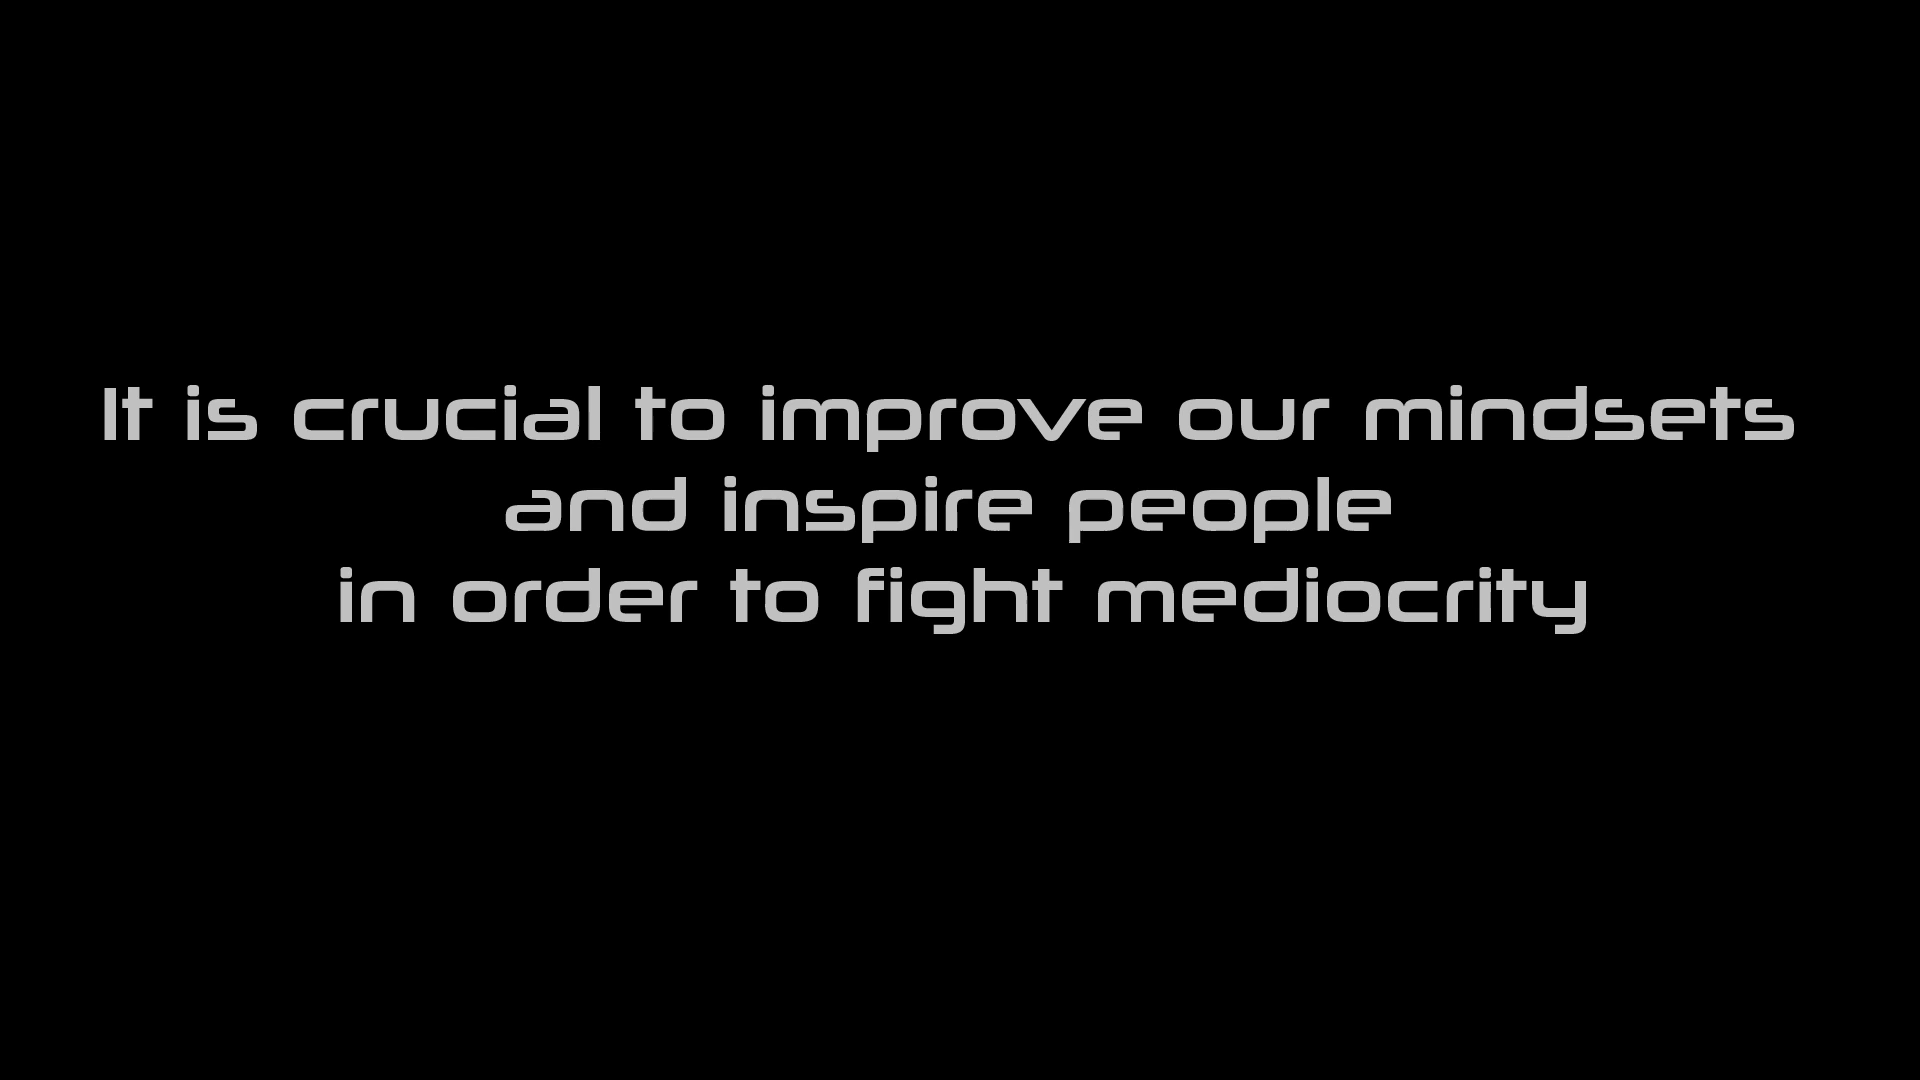 It is crucial to improve our mindsets
and inspire people
in order to fight mediocrity